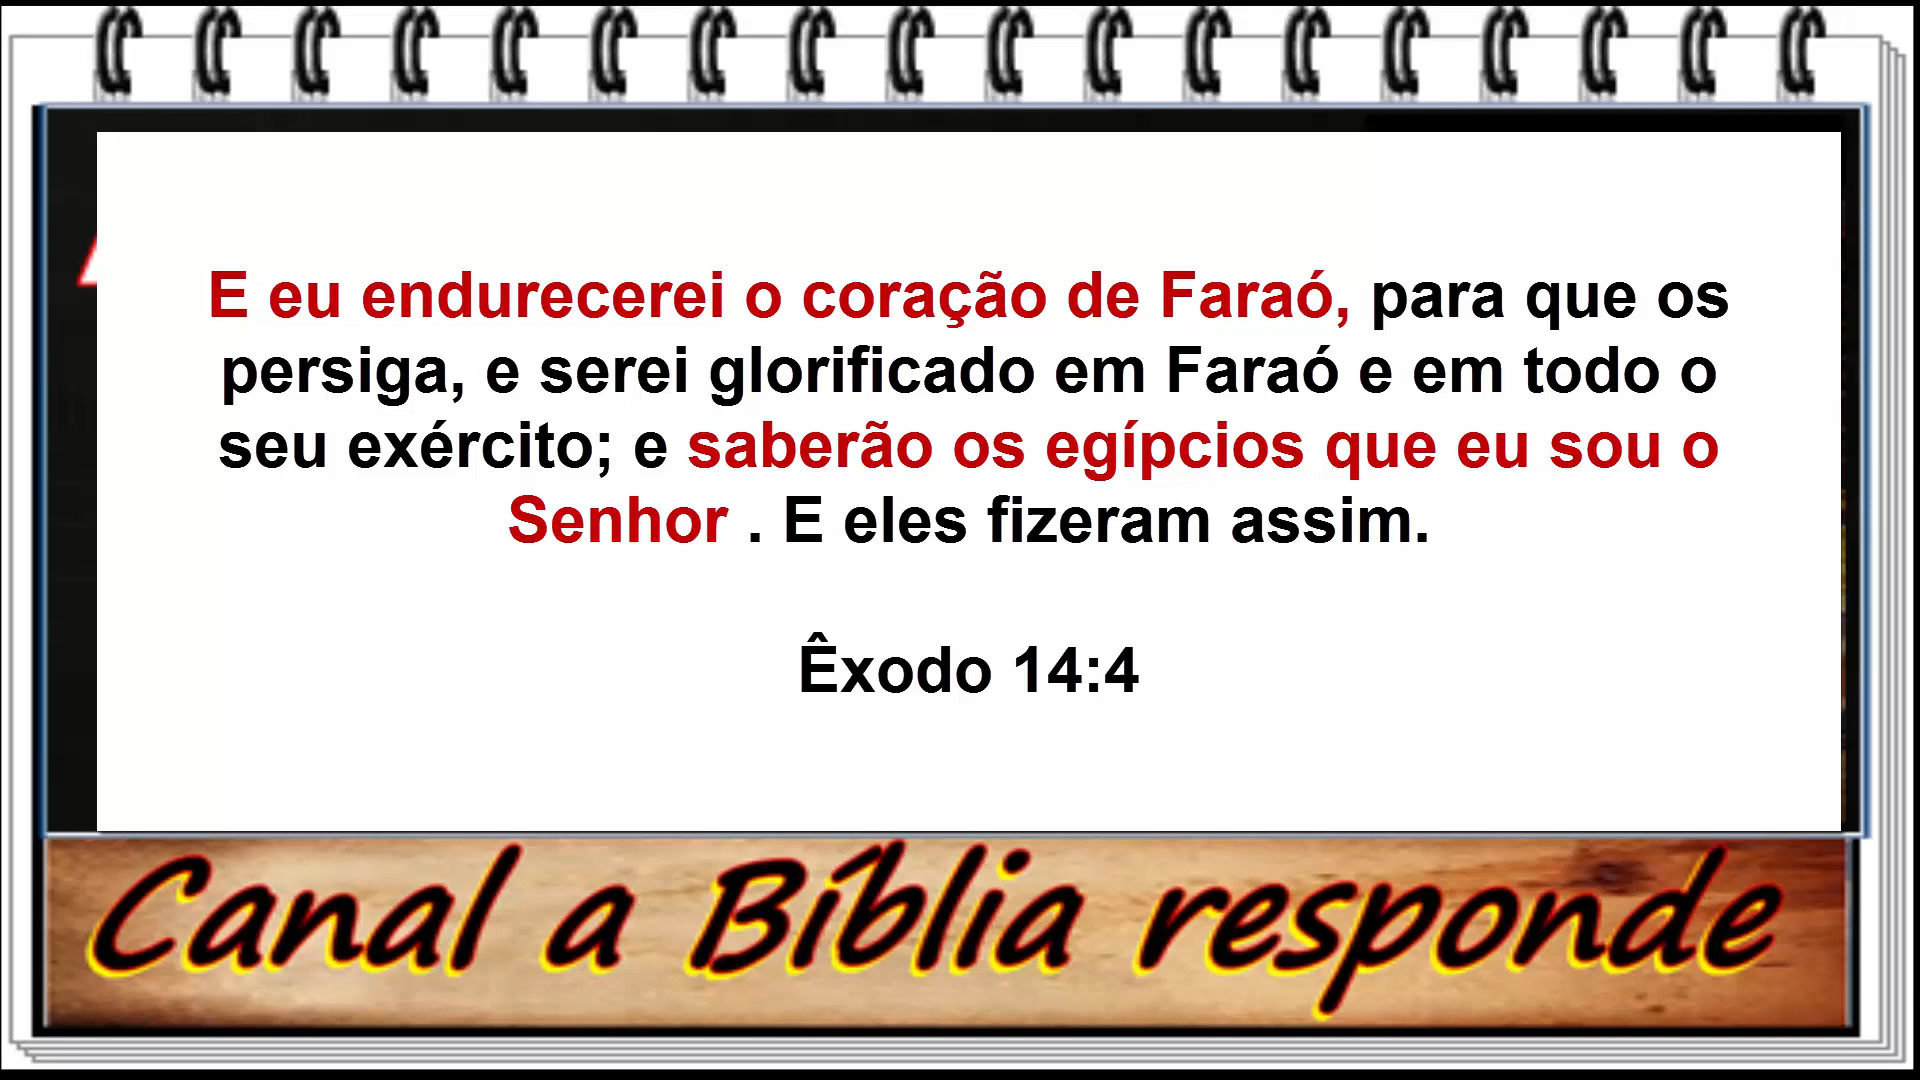 E eu endurecerei o coração de Faraó, para que os
persiga, e serei glorificado em Faraó e em todo o
seu exército; e saberão os egípcios que eu sou o
Senhor . E eles fizeram assim.
Êxodo 14:4
Canal a Bíblia responde